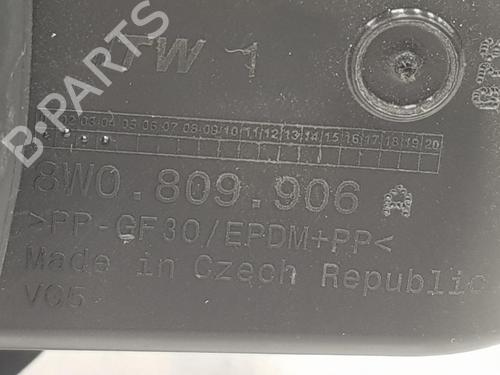 FW 1
B-PARTS
02 03 04 05 06 07 08 09 10 11 12 13 14 15 16 17 18 19 20
8W0.809.906 A
>PP-GF30/EPDM+PP<
Made in Czech Republic
V05